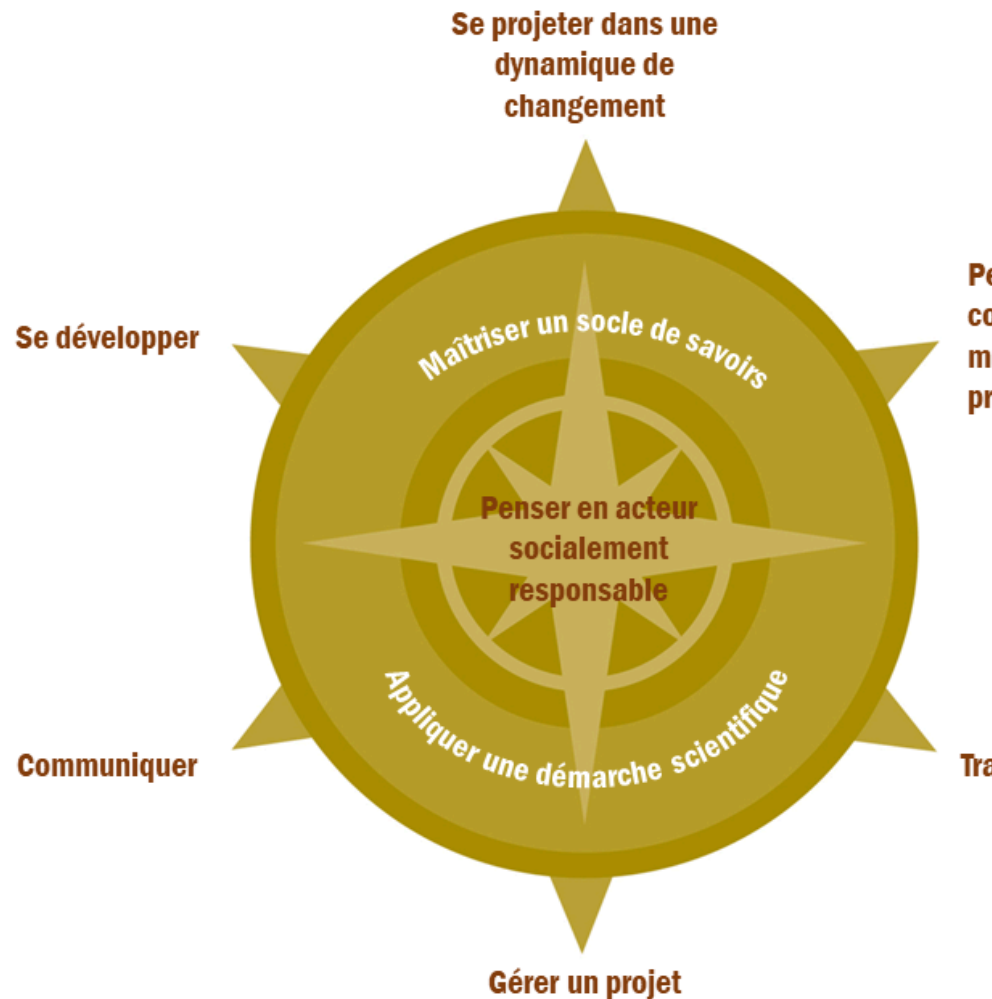 Se projeter dans une
dynamique de
changement
Se développer
Maîtriser un socle de savoirs
Penser en acteur
socialement
responsable
Appliquer une démarche scientifique
Communiquer
Gérer un projet